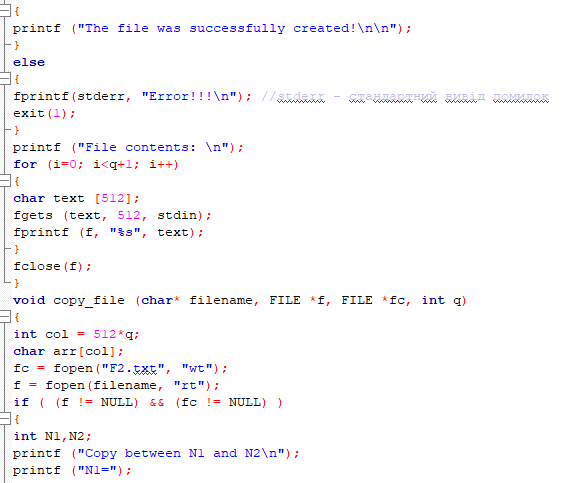 {
printf ("The file was successfully created!\n\n");
}
else
{
fprintf(stderr, "Error!!!\n"); //stderr - стандартний вивід помилок
exit(1);
}
printf ("File contents: \n");
for (i=0; i<q+1; i++)
{
char text [512];
fgets (text, 512, stdin);
fprintf (f, "%s", text);
}
fclose(f);
}
void copy_file (char* filename, FILE *f, FILE *fc, int q)
{
int col = 512*q;
char arr[col];
fc = fopen("F2.txt", "wt");
f = fopen(filename, "rt");
if ( (f != NULL) && (fc != NULL) )
{
int N1,N2;
printf ("Copy between N1 and N2\n");
printf ("N1=");